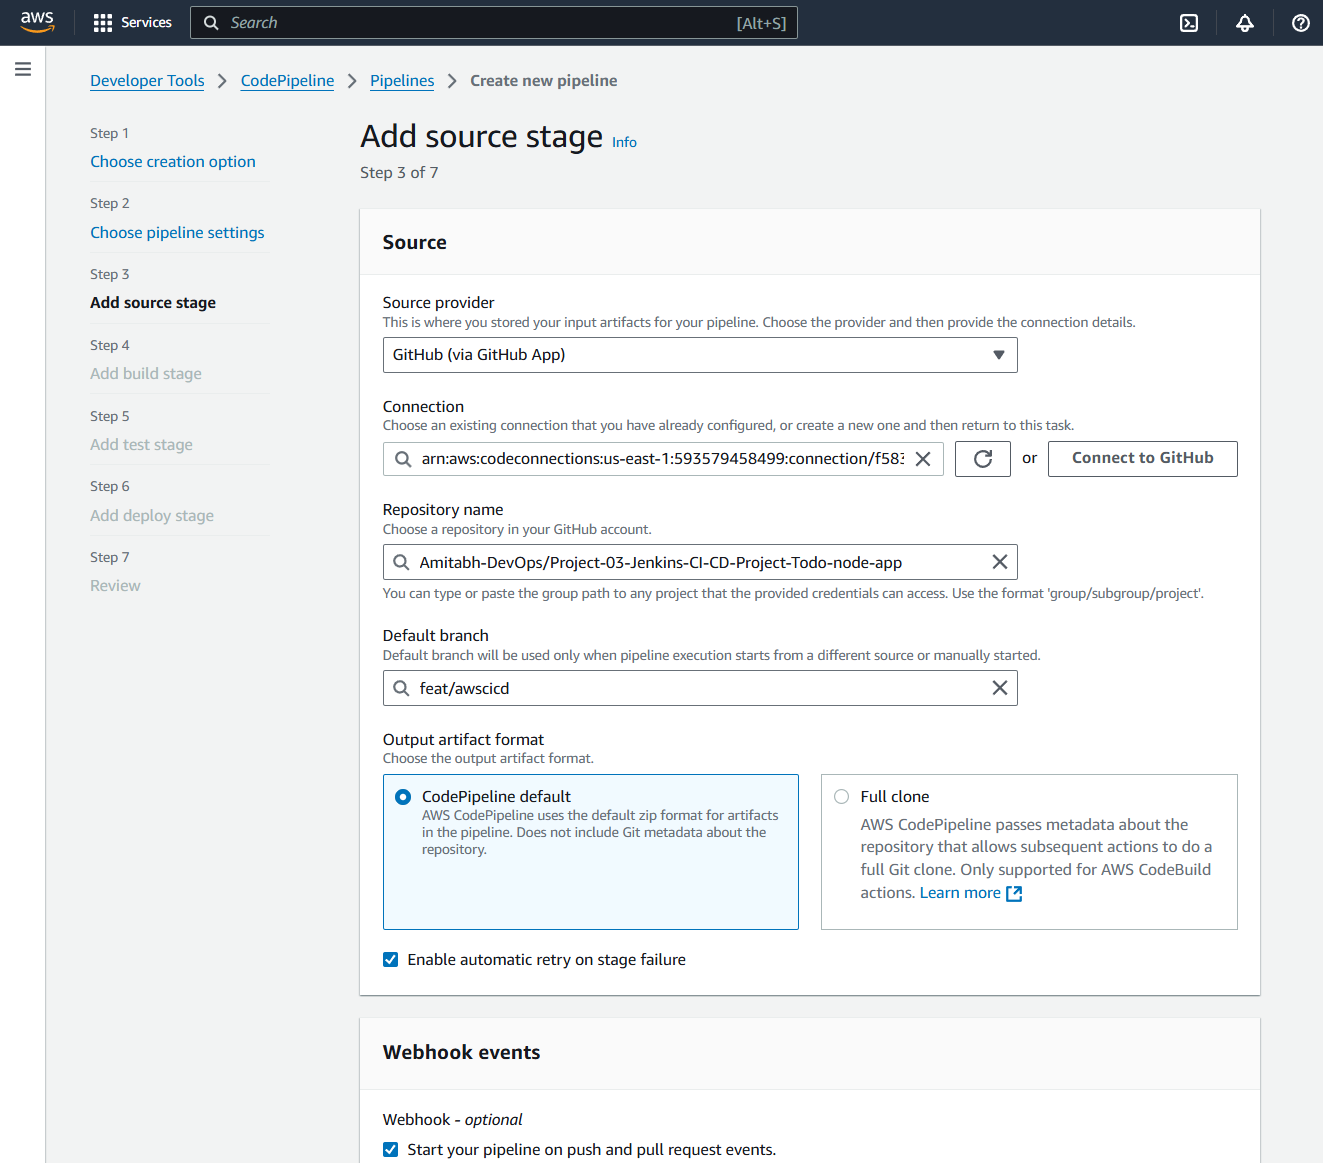 aws
Services
Search
[Alt+S]
Developer Tools
CodePipeline
Pipelines
Create new pipeline
Step 1
Choose creation option
Step 2
Choose pipeline settings
Step 3
Add source stage
Step 4
Add build stage
Step 5
Add test stage
Step 6
Add deploy stage
Step 7
Review
Add source stage Info
Step 3 of 7
Source
Source provider
This is where you stored your input artifacts for your pipeline. Choose the provider and then provide the connection details.
GitHub (via GitHub App)
Connection
Choose an existing connection that you have already configured, or create a new one and then return to this task.
arn:aws:codeconnections:us-east-1:593579458499:connection/f583
or
Connect to GitHub
Repository name
Choose a repository in your GitHub account.
Amitabh-DevOps/Project-03-Jenkins-CI-CD-Project-Todo-node-app
You can type or paste the group path to any project that the provided credentials can access. Use the format 'group/subgroup/project'.
Default branch
Default branch will be used only when pipeline execution starts from a different source or manually started.
feat/awscicd
Output artifact format
Choose the output artifact format.
CodePipeline default
AWS CodePipeline uses the default zip format for artifacts
in the pipeline. Does not include Git metadata about the
repository.
Full clone
AWS CodePipeline passes metadata about the
repository that allows subsequent actions to do a
full Git clone. Only supported for AWS CodeBuild
actions. Learn more
Enable automatic retry on stage failure
Webhook events
Webhook - optional
Start your pipeline on push and pull request events.